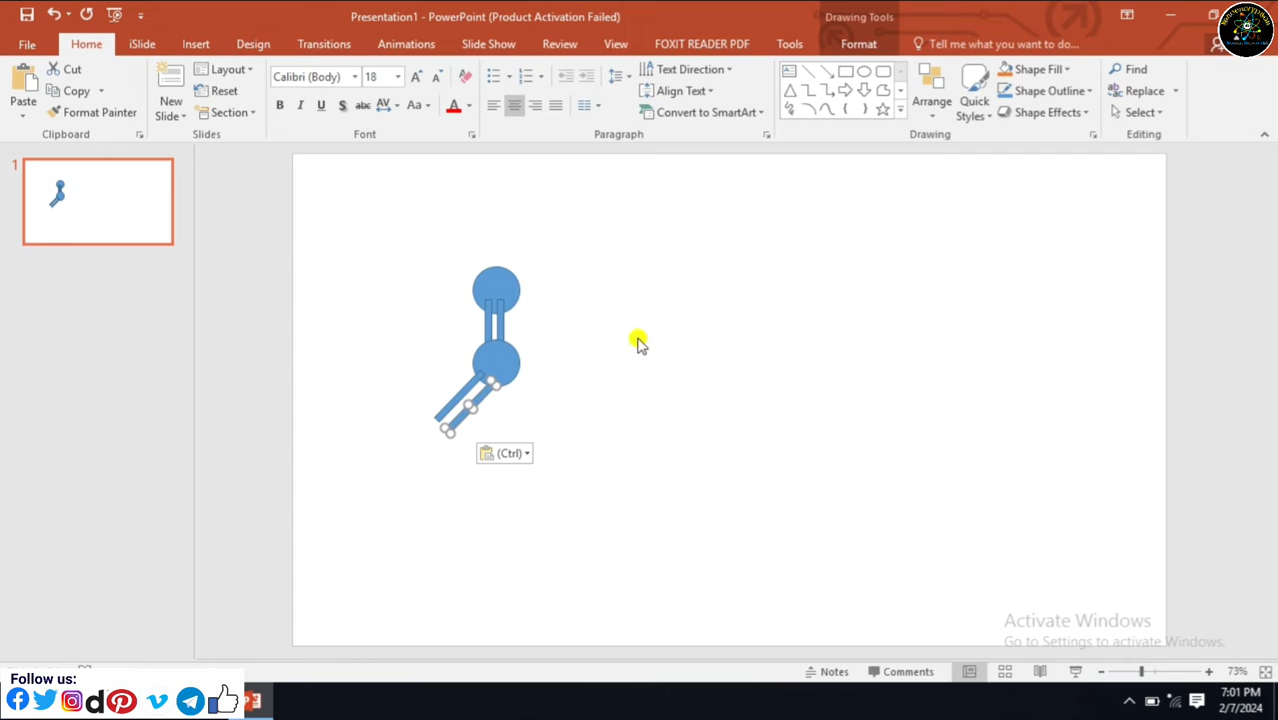 Presentation1 - PowerPoint (Product Activation Failed)
Drawing Tools
File
Home
iSlide
Insert
Design
Transitions
Animations
Slide Show
Review
View
FOXIT READER PDF
Tools
Format
Tell me what you want to do...
Paste
Cut
Copy
Format Painter
Clipboard
New Slide
Layout
Reset
Section
Slides
Calibri (Body)
18
B I U S abc AV Aa A
Font
Text Direction
Align Text
Convert to SmartArt
Paragraph
Arrange
Quick Styles
Shape Fill
Shape Outline
Shape Effects
Drawing
Find
Replace
Select
Editing
1
(Ctrl)
Activate Windows
Go to Settings to activate Windows.
Notes
Comments
73%
Follow us:
7:01 PM
2/7/2024